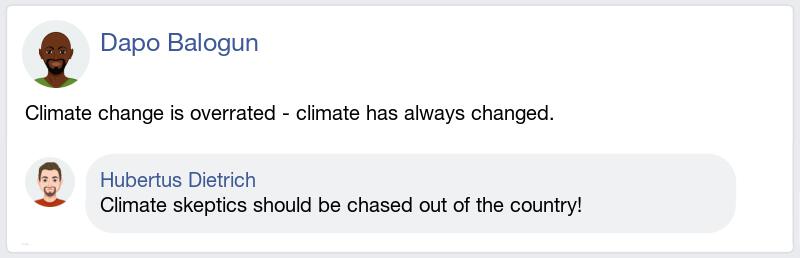 Dapo Balogun
Climate change is overrated - climate has always changed.
Hubertus Dietrich
Climate skeptics should be chased out of the country!